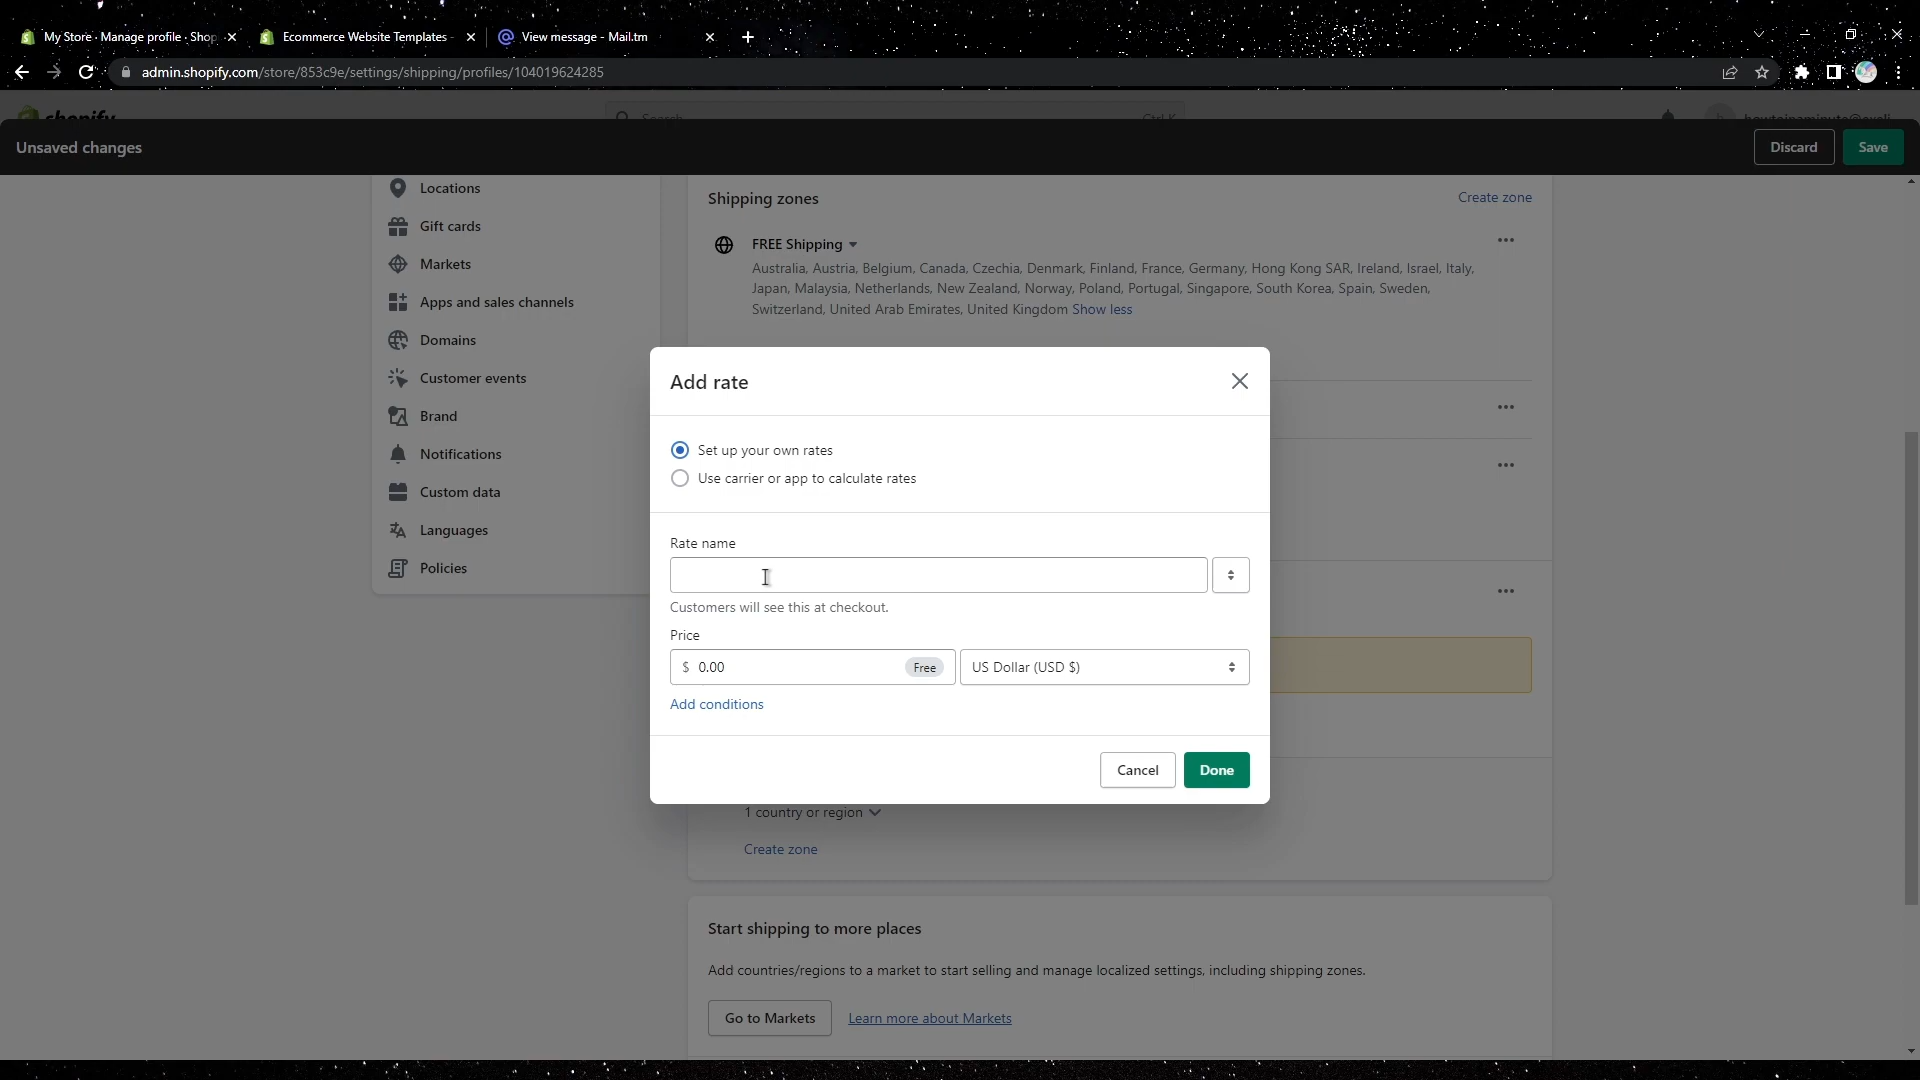 My Store · Manage profile · Shop
Ecommerce Website Templates -
View message - Mail.tm
admin.shopify.com/store/853c9e/settings/shipping/profiles/104019624285
shopify
Search
Ctrl K
Unsaved changes
Discard
Save
Locations
Gift cards
Markets
Apps and sales channels
Domains
Customer events
Brand
Notifications
Custom data
Languages
Policies
Shipping zones
Create zone
FREE Shipping
Australia, Austria, Belgium, Canada, Czechia, Denmark, Finland, France, Germany, Hong Kong SAR, Ireland, Israel, Italy,
Japan, Malaysia, Netherlands, New Zealand, Norway, Poland, Portugal, Singapore, South Korea, Spain, Sweden,
Switzerland, United Arab Emirates, United Kingdom Show less
Add rate
Set up your own rates
Use carrier or app to calculate rates
Rate name
Customers will see this at checkout.
Price
$ 0.00 Free
US Dollar (USD $)
Add conditions
Cancel
Done
1 country or region
Create zone
Start shipping to more places
Add countries/regions to a market to start selling and manage localized settings, including shipping zones.
Go to Markets
Learn more about Markets